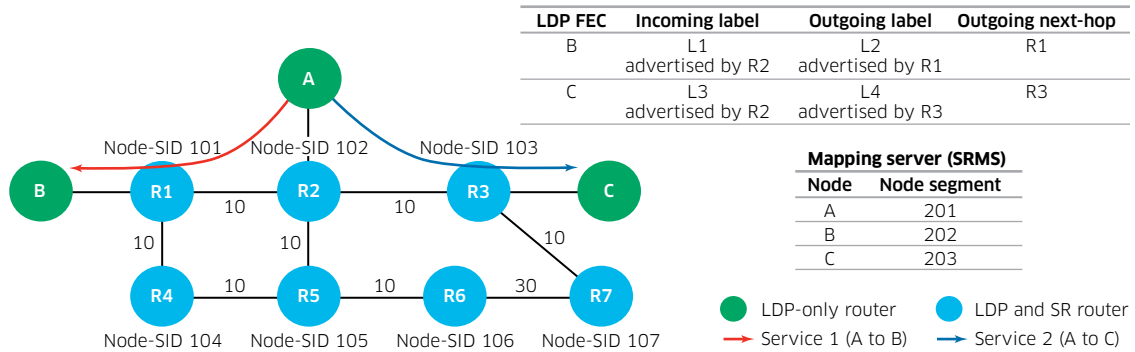 LDP FEC Incoming label Outgoing label Outgoing next-hop
B L1 L2 R1
advertised by R2 advertised by R1
C L3 L4 R3
advertised by R2 advertised by R3
A
Node-SID 101 Node-SID 102 Node-SID 103
B R1 R2 R3 C
10 10
10 10 10
R4 R5 R6 R7
10 10 30
Node-SID 104 Node-SID 105 Node-SID 106 Node-SID 107
Mapping server (SRMS)
Node Node segment
A 201
B 202
C 203
LDP-only router LDP and SR router
Service 1 (A to B) Service 2 (A to C)